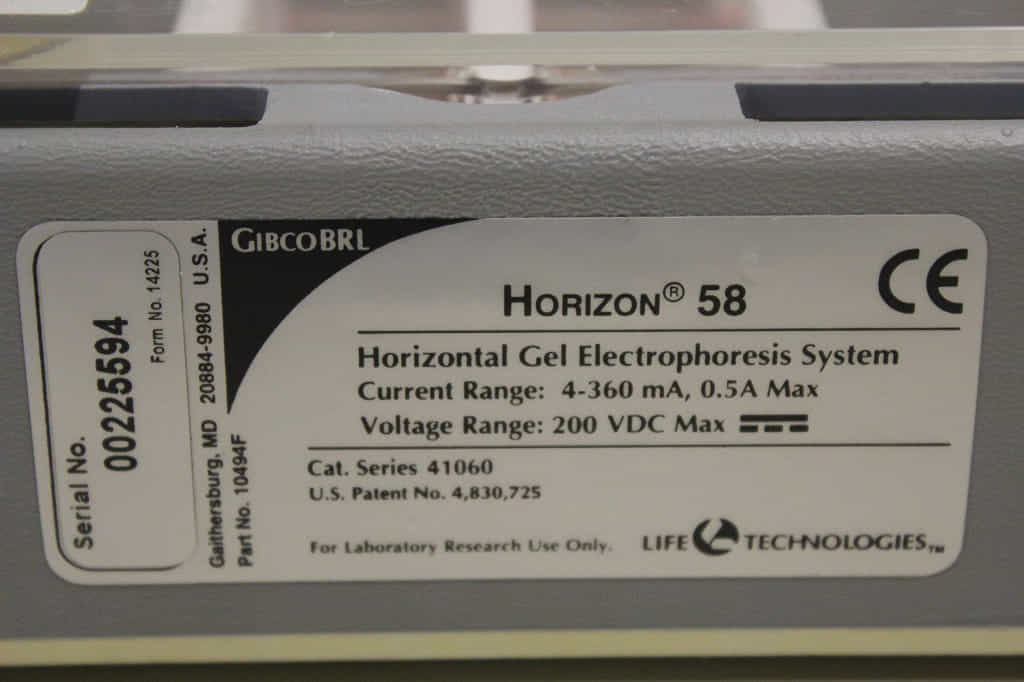 Serial No.
00225594
Form No. 14225
Gaithersburg, MD 20884-9980 U.S.A.
Part No. 10494F
GIBCOBRL
HORIZON® 58
CE
Horizontal Gel Electrophoresis System
Current Range: 4-360 mA, 0.5A Max
Voltage Range: 200 VDC Max
Cat. Series 41060
U.S. Patent No. 4,830,725
For Laboratory Research Use Only.
LIFE TECHNOLOGIES™